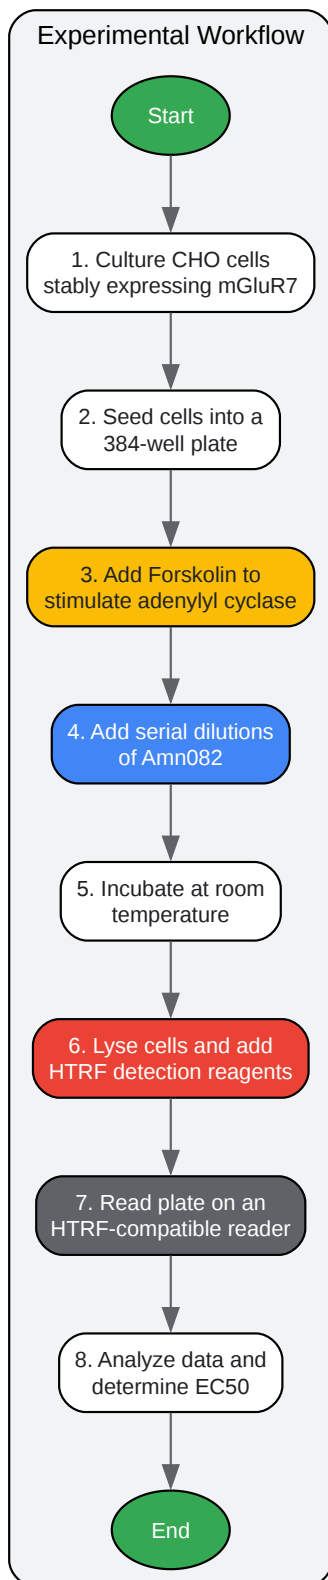 Experimental Workflow
Start
1. Culture CHO cells
stably expressing mGluR7
2. Seed cells into a
384-well plate
3. Add Forskolin to
stimulate adenylyl cyclase
4. Add serial dilutions
of Amn082
5. Incubate at room
temperature
6. Lyse cells and add
HTRF detection reagents
7. Read plate on an
HTRF-compatible reader
8. Analyze data and
determine EC50
End